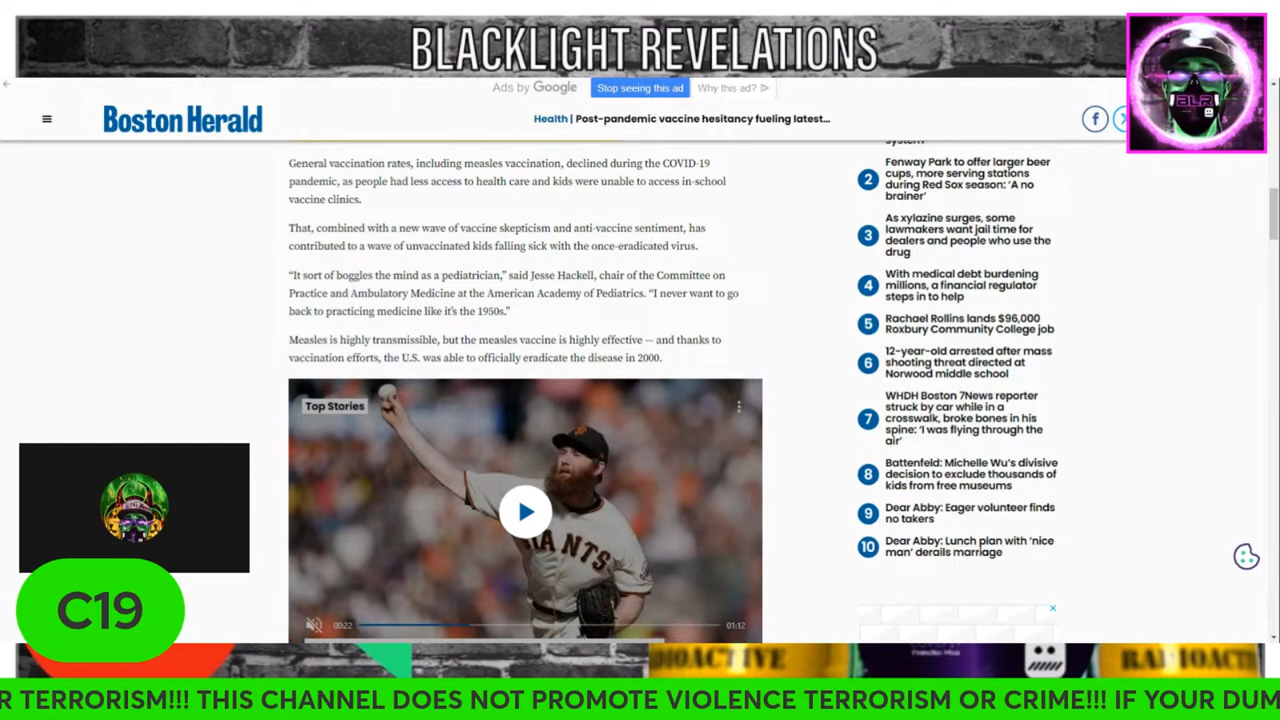 BLACKLIGHT REVELATIONS
Ads by Google
Stop seeing this ad
Why this ad?
Boston Herald
Health | Post-pandemic vaccine hesitancy fueling latest...
BLR
General vaccination rates, including measles vaccination, declined during the COVID-19
pandemic, as people had less access to health care and kids were unable to access in-school
vaccine clinics.
That, combined with a new wave of vaccine skepticism and anti-vaccine sentiment, has
contributed to a wave of unvaccinated kids falling sick with the once-eradicated virus.
“It sort of boggles the mind as a pediatrician,” said Jesse Hackell, chair of the Committee on
Practice and Ambulatory Medicine at the American Academy of Pediatrics. “I never want to go
back to practicing medicine like it’s the 1950s.”
Measles is highly transmissible, but the measles vaccine is highly effective — and thanks to
vaccination efforts, the U.S. was able to officially eradicate the disease in 2000.
Top Stories
GIANTS
00:22
01:12
system
2
Fenway Park to offer larger beer
cups, more serving stations
during Red Sox season: ‘A no
brainer’
3
As xylazine surges, some
lawmakers want jail time for
dealers and people who use the
drug
4
With medical debt burdening
millions, a financial regulator
steps in to help
5
Rachael Rollins lands $96,000
Roxbury Community College job
6
12-year-old arrested after mass
shooting threat directed at
Norwood middle school
7
WHDH Boston 7News reporter
struck by car while in a
crosswalk, broke bones in his
spine: ‘I was flying through the
air’
8
Battenfeld: Michelle Wu’s divisive
decision to exclude thousands of
kids from free museums
9
Dear Abby: Eager volunteer finds
no takers
10
Dear Abby: Lunch plan with ‘nice
man’ derails marriage
C19
DIOACTIVE
RADIOACTI
R TERRORISM!!! THIS CHANNEL DOES NOT PROMOTE VIOLENCE TERRORISM OR CRIME!!! IF YOUR DUM